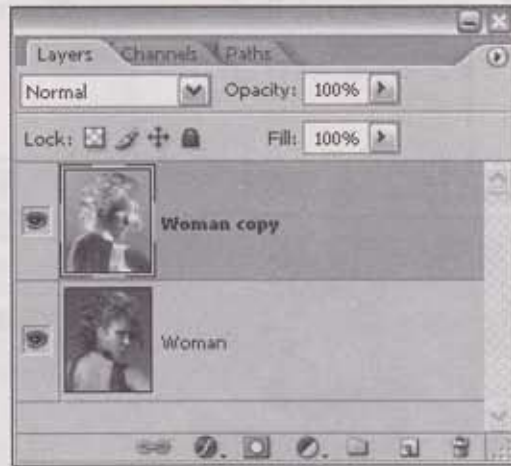 Layers Channels Paths
Normal Opacity: 100%
Lock: Fill: 100%
Woman copy
Woman